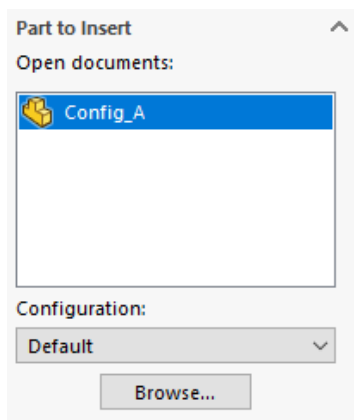 Part to Insert
Open documents:
Config_A
Configuration:
Default
Browse...